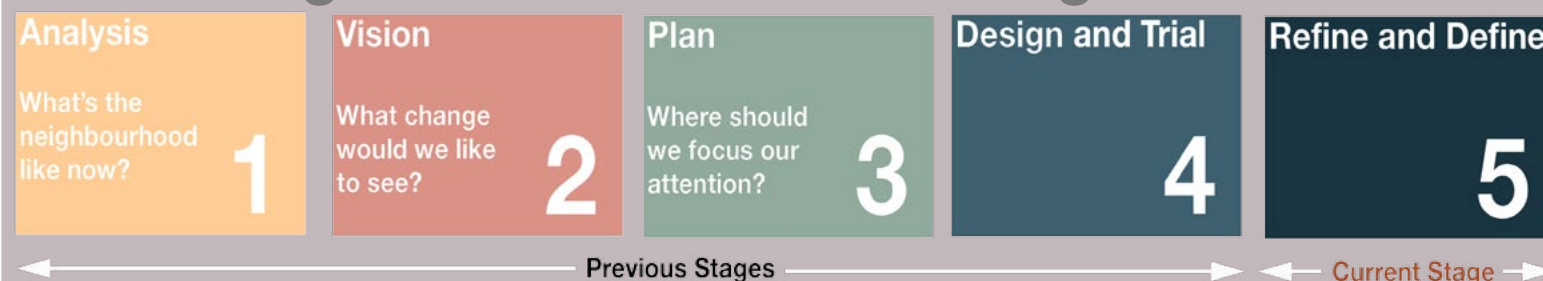 Analysis
What's the
neighbourhood
like now?
1
Vision
What change
would we like
to see?
2
Plan
Where should
we focus our
attention?
3
Design and Trial
4
Refine and Define
5
Previous Stages
Current Stage